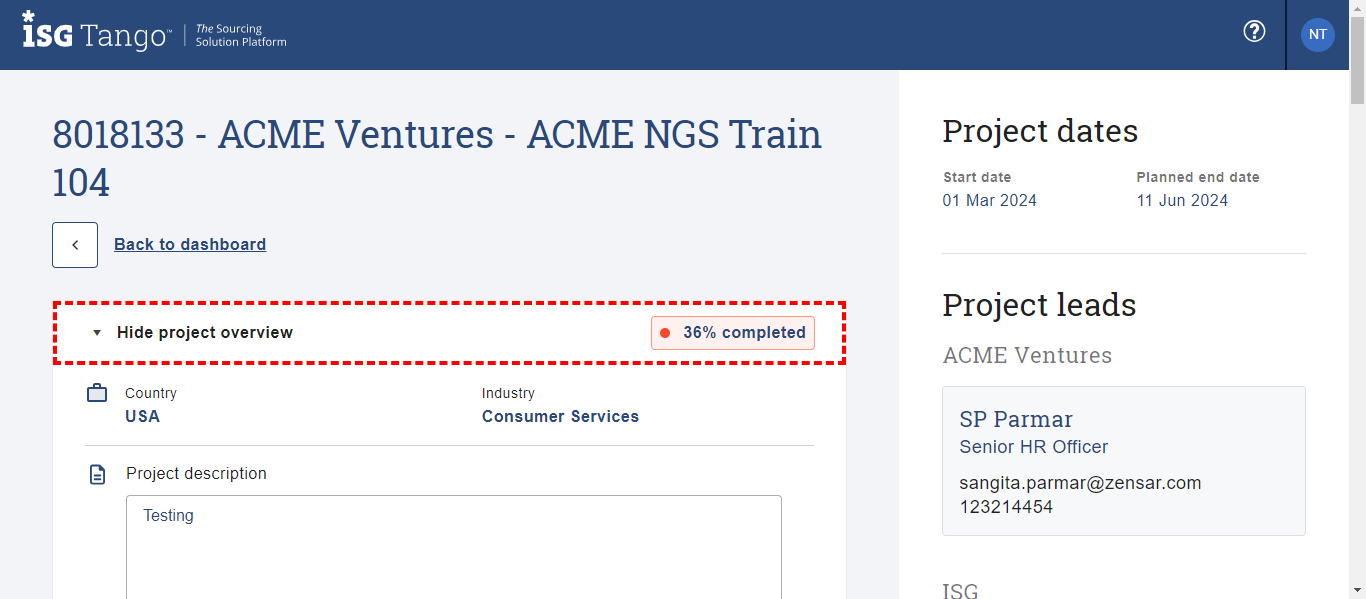 *
iSG Tango™ | The Sourcing
Solution Platform
?
NT
8018133 - ACME Ventures - ACME NGS Train
104
Back to dashboard
Hide project overview
36% completed
Country
USA
Industry
Consumer Services
Project description
Testing
Project dates
Start date
01 Mar 2024
Planned end date
11 Jun 2024
Project leads
ACME Ventures
SP Parmar
Senior HR Officer
sangita.parmar@zensar.com
123214454
ISG